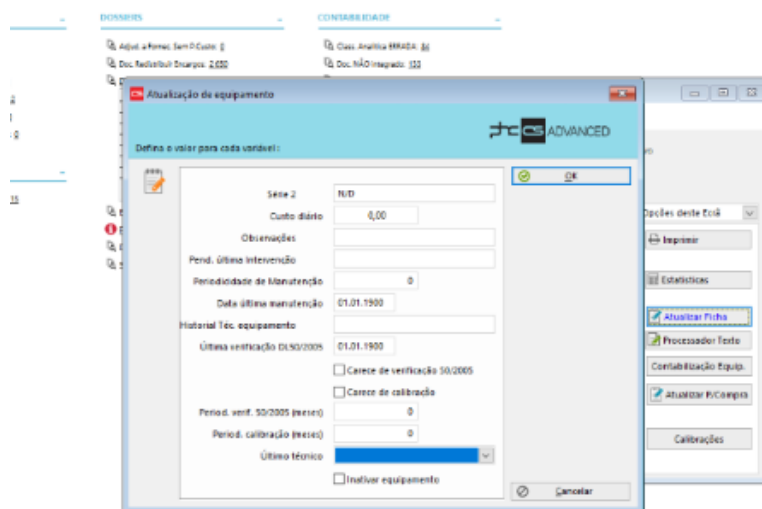 DOSSIERS
CONTABILIDADE
Adjud. a Fornec. Sem P.Custo: 0
Class. Analítica ERRADA: 84
Doc. Redistribuir Encargos: 2.650
Doc. NÃO Integrado: 153
Atualização de equipamento
CS ADVANCED
Defina o valor para cada variável :
Série 2 N/D
Custo diário 0,00
Observações
Pend. última Intervenção
Periodicidade de Manutenção 0
Data última manutenção 01.01.1900
Historial Téc. equipamento
Última verificação DL50/2005 01.01.1900
Carece de verificação 50/2005
Carece de calibração
Period. verif. 50/2005 (meses) 0
Period. calibração (meses) 0
Último técnico
Inativar equipamento
OK
Cancelar
Opções deste Ecrã
Imprimir
Estatísticas
Atualizar Ficha
Processador Texto
Contabilização Equip.
Atualizar P/Compra
Calibrações